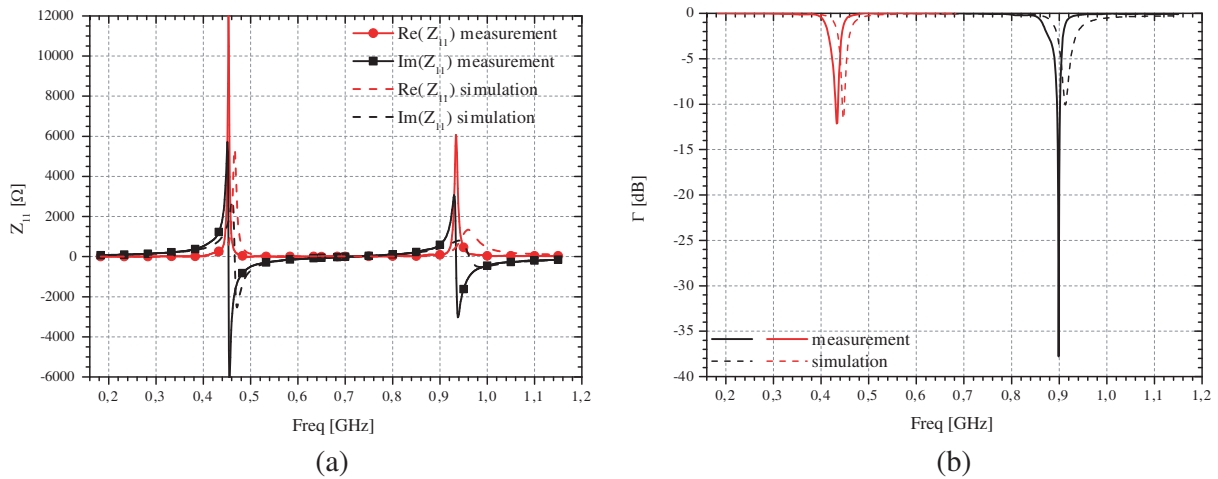 12000
10000
8000
6000
4000
2000
0
-2000
-4000
-6000
Z11 [Ω]
Re(Z11) measurement
Im(Z11) measurement
Re(Z11) simulation
Im(Z11) simulation
0,2 0,3 0,4 0,5 0,6 0,7 0,8 0,9 1,0 1,1 1,2
Freq [GHz]
(a)
0
-5
-10
-15
-20
-25
-30
-35
-40
Γ [dB]
measurement
simulation
0,2 0,3 0,4 0,5 0,6 0,7 0,8 0,9 1,0 1,1 1,2
Freq [GHz]
(b)